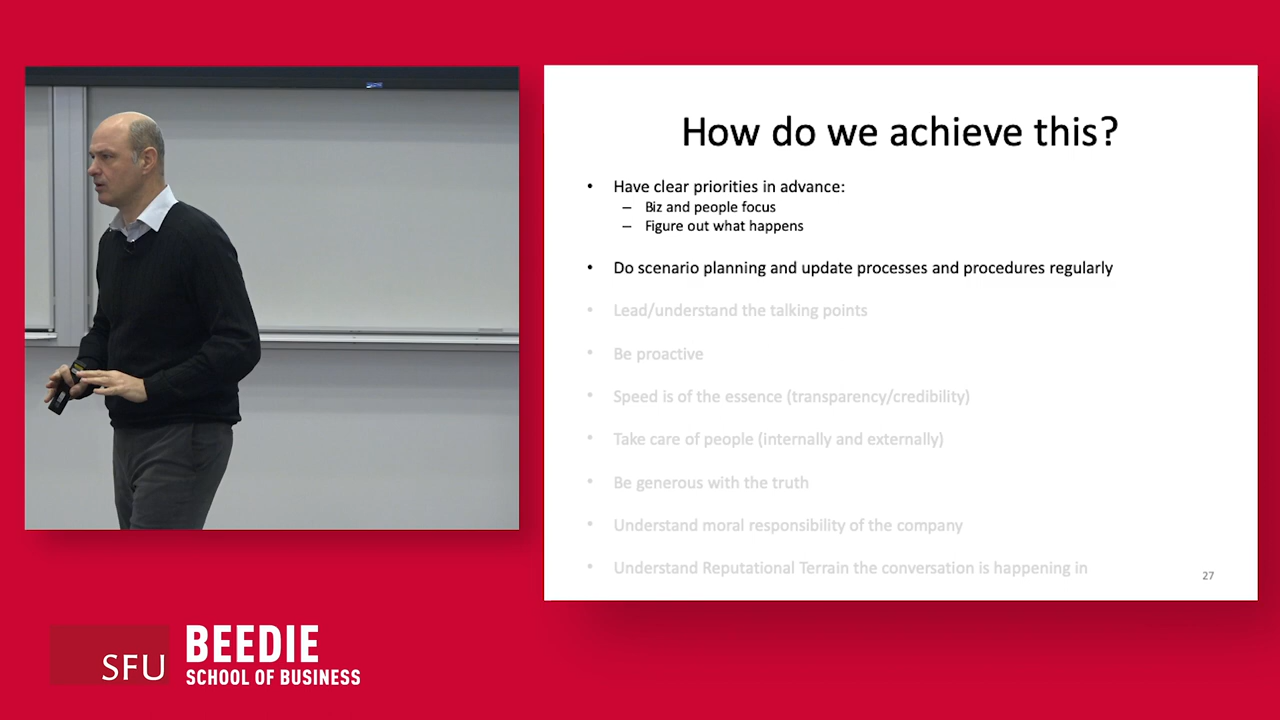 How do we achieve this?
• Have clear priorities in advance:
– Biz and people focus
– Figure out what happens
• Do scenario planning and update processes and procedures regularly
• Lead/understand the talking points
• Be proactive
• Speed is of the essence (transparency/credibility)
• Take care of people (internally and externally)
• Be generous with the truth
• Understand moral responsibility of the company
• Understand Reputational Terrain the conversation is happening in
27
SFU
BEEDIE
SCHOOL OF BUSINESS